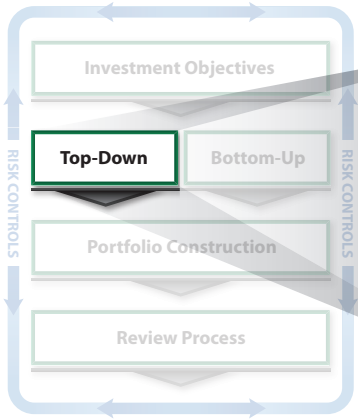 Investment Objectives
Top-Down
Bottom-Up
RISK CONTROLS
RISK CONTROLS
Portfolio Construction
Review Process